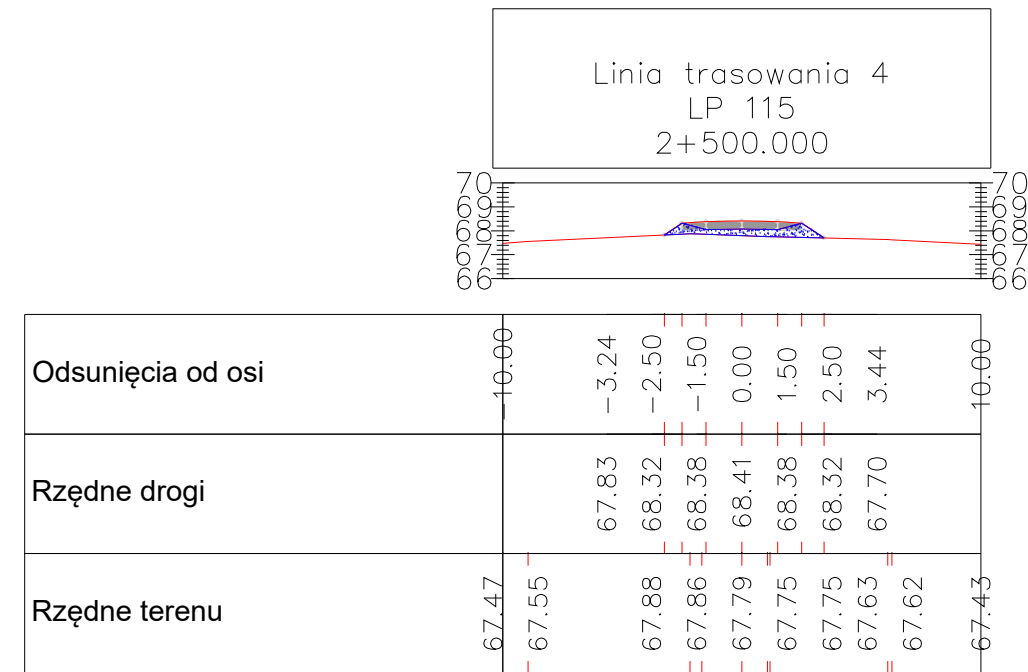 Linia trasowania 4
LP 115
2+500.000
70 70
69 69
68 68
67 67
66 66
Odsunięcia od osi -10.00 -3.24 -2.50 -1.50 0.00 1.50 2.50 3.44 10.00
Rzędne drogi 67.83 68.32 68.38 68.41 68.38 68.32 67.70
Rzędne terenu 67.47 67.55 67.88 67.86 67.79 67.75 67.75 67.63 67.62 67.43